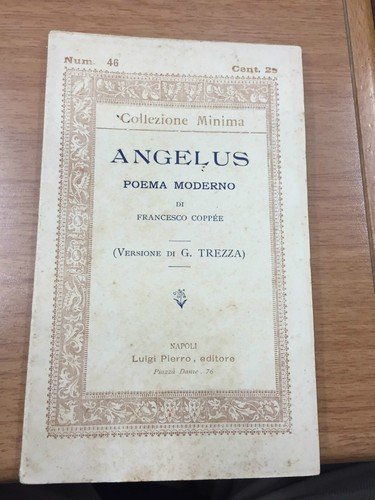 Num. 46 Cent. 25
Collezione Minima
ANGELUS
POEMA MODERNO
DI
FRANCESCO COPPÉE
(VERSIONE DI G. TREZZA)
NAPOLI
Luigi Pierro, editore
Piazza Dante, 76